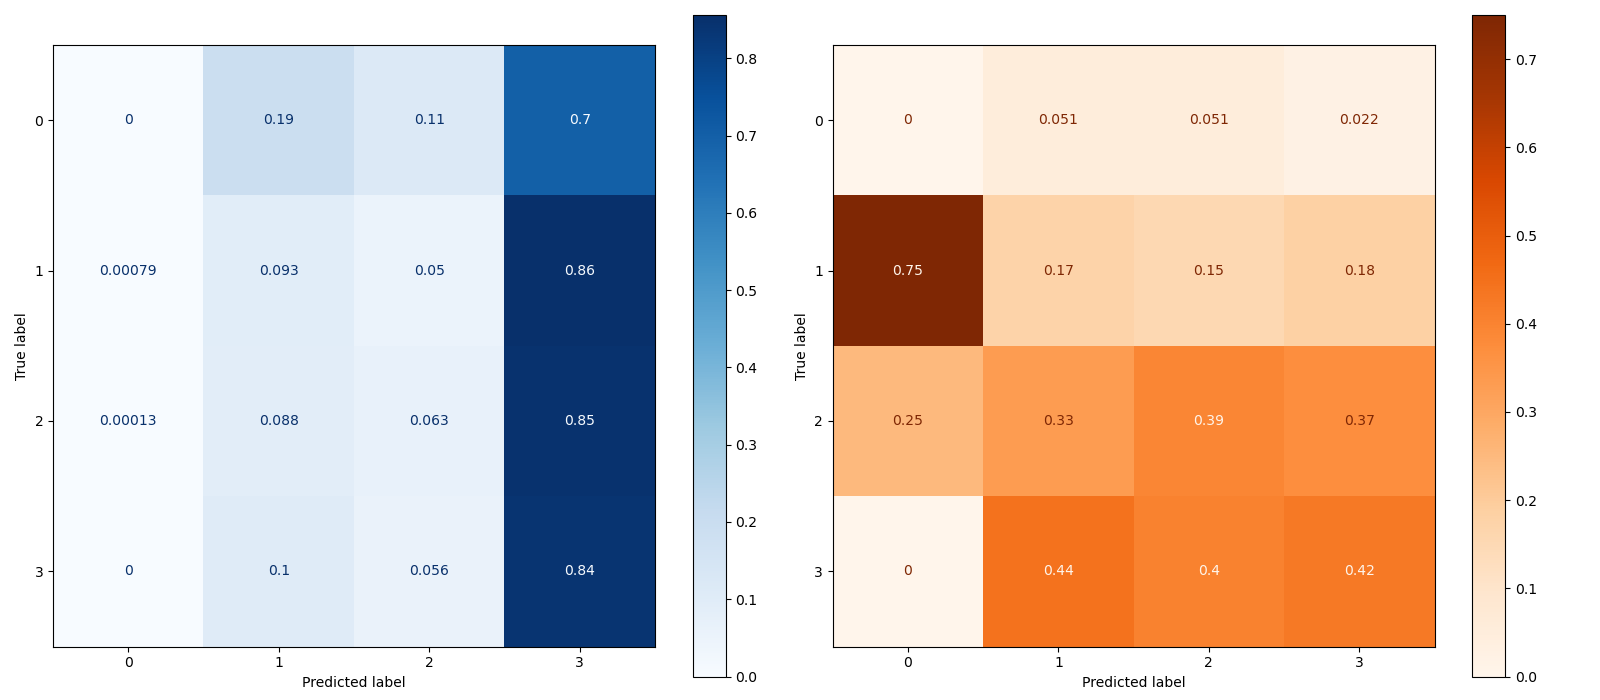 0 0 0.19 0.11 0.7
1 0.00079 0.093 0.05 0.86
2 0.00013 0.088 0.063 0.85
3 0 0.1 0.056 0.84
0 1 2 3
True label
Predicted label
0.8
0.7
0.6
0.5
0.4
0.3
0.2
0.1
0.0
0 0 0.051 0.051 0.022
1 0.75 0.17 0.15 0.18
2 0.25 0.33 0.39 0.37
3 0 0.44 0.4 0.42
0 1 2 3
True label
Predicted label
0.7
0.6
0.5
0.4
0.3
0.2
0.1
0.0